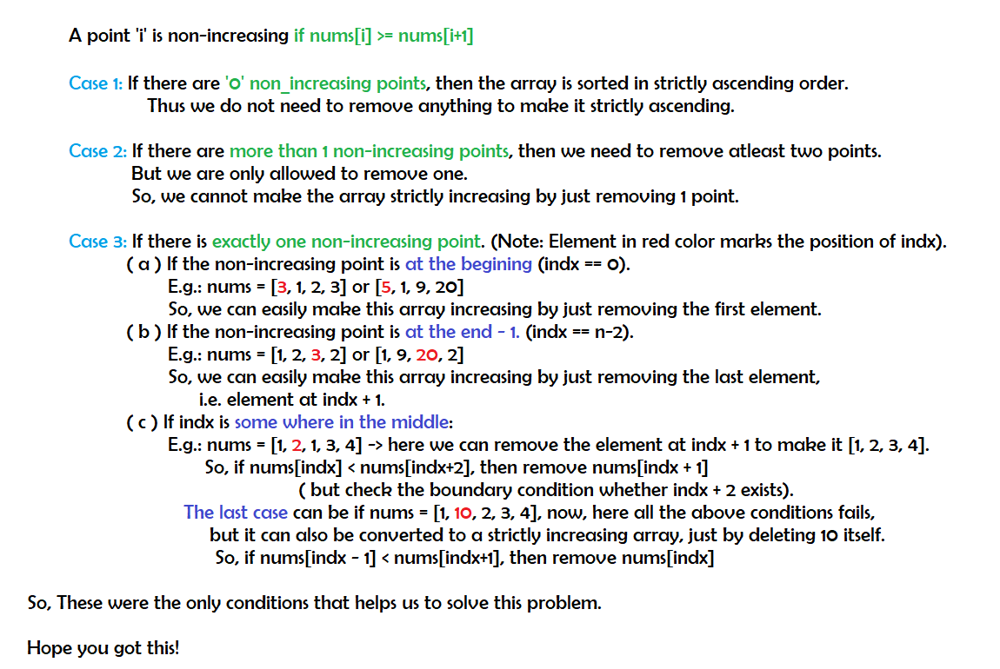 A point 'i' is non-increasing if nums[i] >= nums[i+1]
Case 1: If there are '0' non_increasing points, then the array is sorted in strictly ascending order.
Thus we do not need to remove anything to make it strictly ascending.
Case 2: If there are more than 1 non-increasing points, then we need to remove atleast two points.
But we are only allowed to remove one.
So, we cannot make the array strictly increasing by just removing 1 point.
Case 3: If there is exactly one non-increasing point. (Note: Element in red color marks the position of indx).
( a ) If the non-increasing point is at the begining (indx == 0).
E.g.: nums = [3, 1, 2, 3] or [5, 1, 9, 20]
So, we can easily make this array increasing by just removing the first element.
( b ) If the non-increasing point is at the end - 1. (indx == n-2).
E.g.: nums = [1, 2, 3, 2] or [1, 9, 20, 2]
So, we can easily make this array increasing by just removing the last element,
i.e. element at indx + 1.
( c ) If indx is some where in the middle:
E.g.: nums = [1, 2, 1, 3, 4] -> here we can remove the element at indx + 1 to make it [1, 2, 3, 4].
So, if nums[indx] < nums[indx+2], then remove nums[indx + 1]
( but check the boundary condition whether indx + 2 exists).
The last case can be if nums = [1, 10, 2, 3, 4], now, here all the above conditions fails,
but it can also be converted to a strictly increasing array, just by deleting 10 itself.
So, if nums[indx - 1] < nums[indx+1], then remove nums[indx]
So, These were the only conditions that helps us to solve this problem.
Hope you got this!